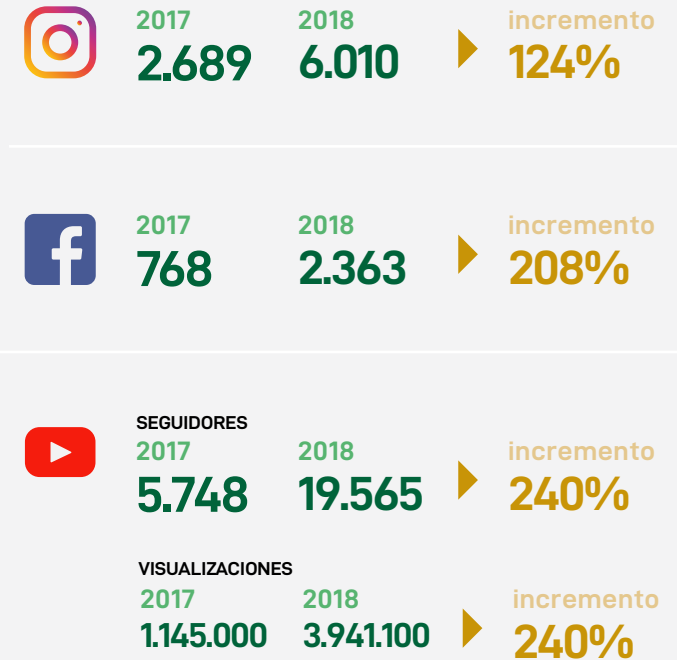 2017 2018 incremento
2.689 6.010 124%
2017 2018 incremento
768 2.363 208%
SEGUIDORES
2017 2018 incremento
5.748 19.565 240%
VISUALIZACIONES
2017 2018 incremento
1.145.000 3.941.100 240%